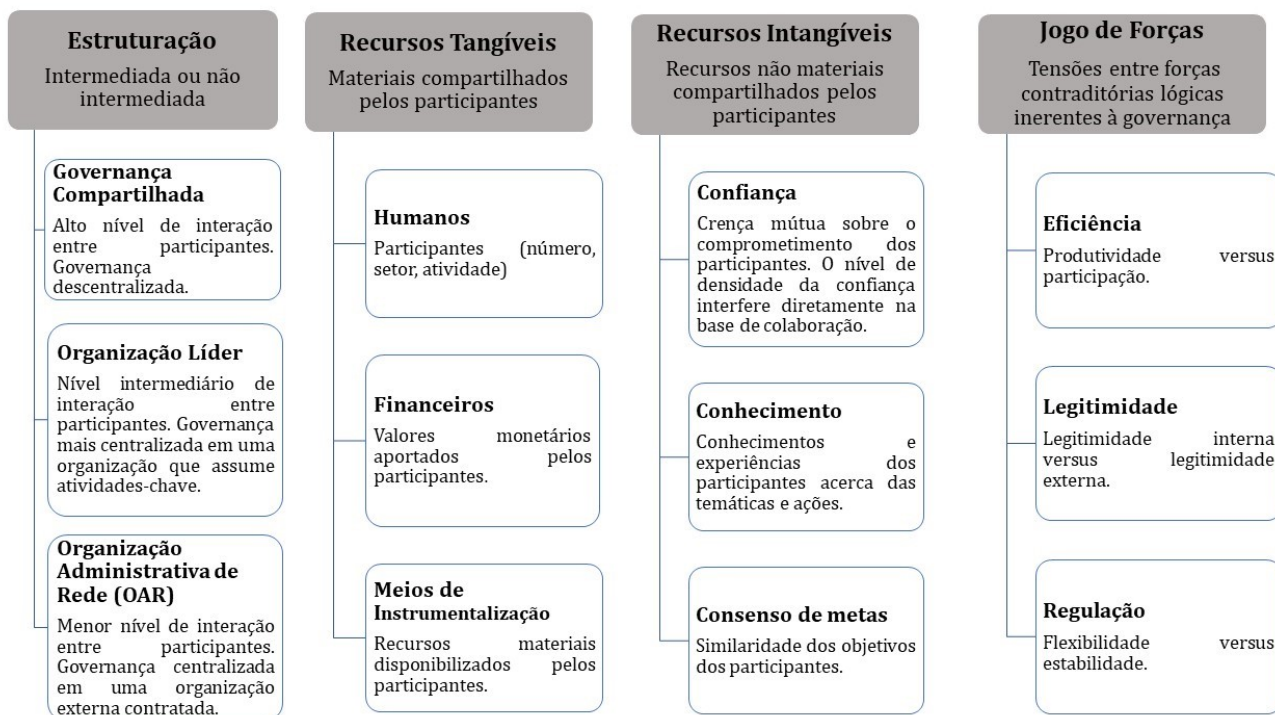 Estruturação
Intermediada ou não
intermediada
Governança
Compartilhada
Alto nível de interação
entre participantes.
Governança
descentralizada.
Organização Líder
Nível intermediário de
interação entre
participantes. Governança
mais centralizada em uma
organização que assume
atividades-chave.
Organização
Administrativa de
Rede (OAR)
Menor nível de interação
entre participantes.
Governança centralizada
em uma organização
externa contratada.
Recursos Tangíveis
Materiais compartilhados
pelos participantes
Humanos
Participantes (número,
setor, atividade)
Financeiros
Valores monetários
aportados pelos
participantes.
Meios de
Instrumentalização
Recursos materiais
disponibilizados pelos
participantes.
Recursos Intangíveis
Recursos não materiais
compartilhados pelos
participantes
Confiança
Crença mútua sobre o
comprometimento dos
participantes. O nível de
densidade da confiança
interfere diretamente na
base de colaboração.
Conhecimento
Conhecimentos e
experiências dos
participantes acerca das
temáticas e ações.
Consenso de metas
Similaridade dos objetivos
dos participantes.
Jogo de Forças
Tensões entre forças
contraditórias lógicas
inerentes à governança
Eficiência
Produtividade versus
participação.
Legitimidade
Legitimidade interna
versus legitimidade
externa.
Regulação
Flexibilidade versus
estabilidade.